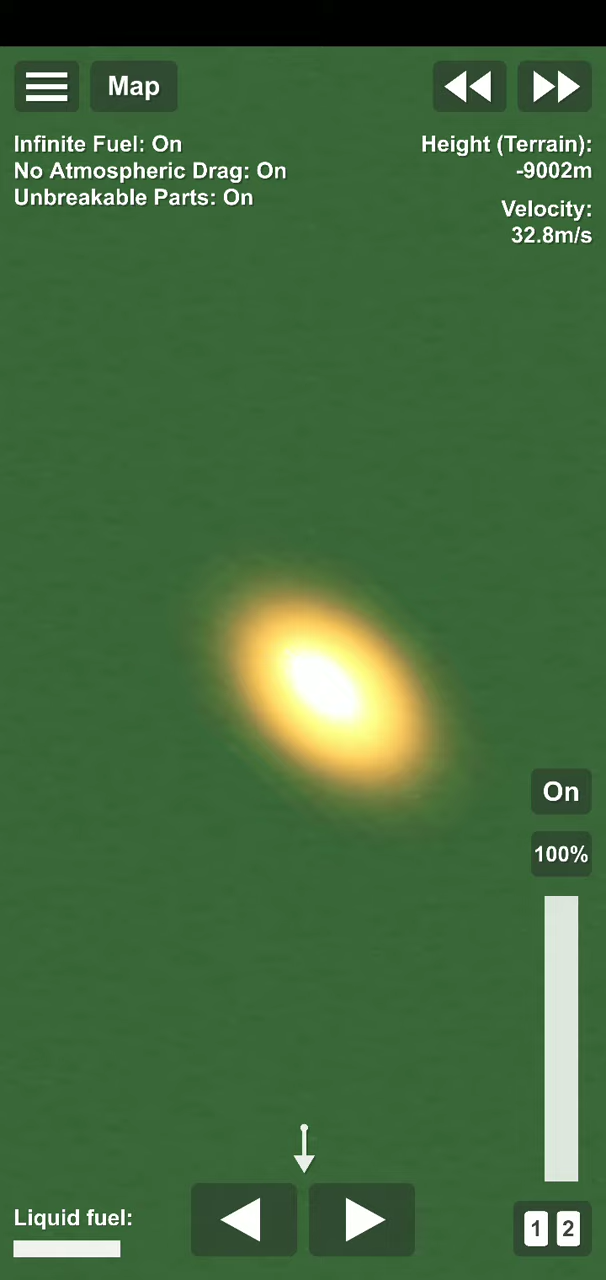 Map
Infinite Fuel: On
No Atmospheric Drag: On
Unbreakable Parts: On
Height (Terrain):
-9002m
Velocity:
32.8m/s
On
100%
Liquid fuel:
1 2